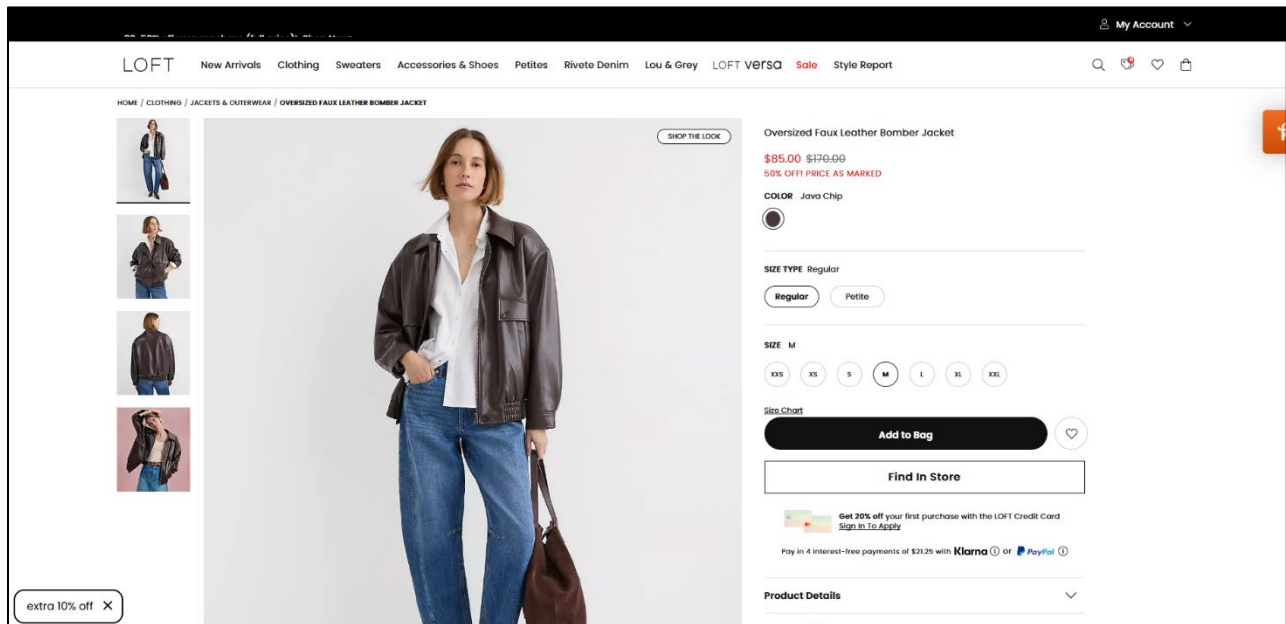 My Account
LOFT New Arrivals Clothing Sweaters Accessories & Shoes Petites Rivete Denim Lou & Grey LOFT versa Sale Style Report
HOME / CLOTHING / JACKETS & OUTERWEAR / OVERSIZED FAUX LEATHER BOMBER JACKET
SHOP THE LOOK
Oversized Faux Leather Bomber Jacket
$85.00 $170.00
50% OFF! PRICE AS MARKED
COLOR Java Chip
SIZE TYPE Regular
Regular Petite
SIZE M
XXS XS S M L XL XXL
Size Chart
Add to Bag
Find In Store
Get 20% off your first purchase with the LOFT Credit Card
Sign In To Apply
Pay in 4 interest-free payments of $21.25 with Klarna or PayPal
Product Details
extra 10% off